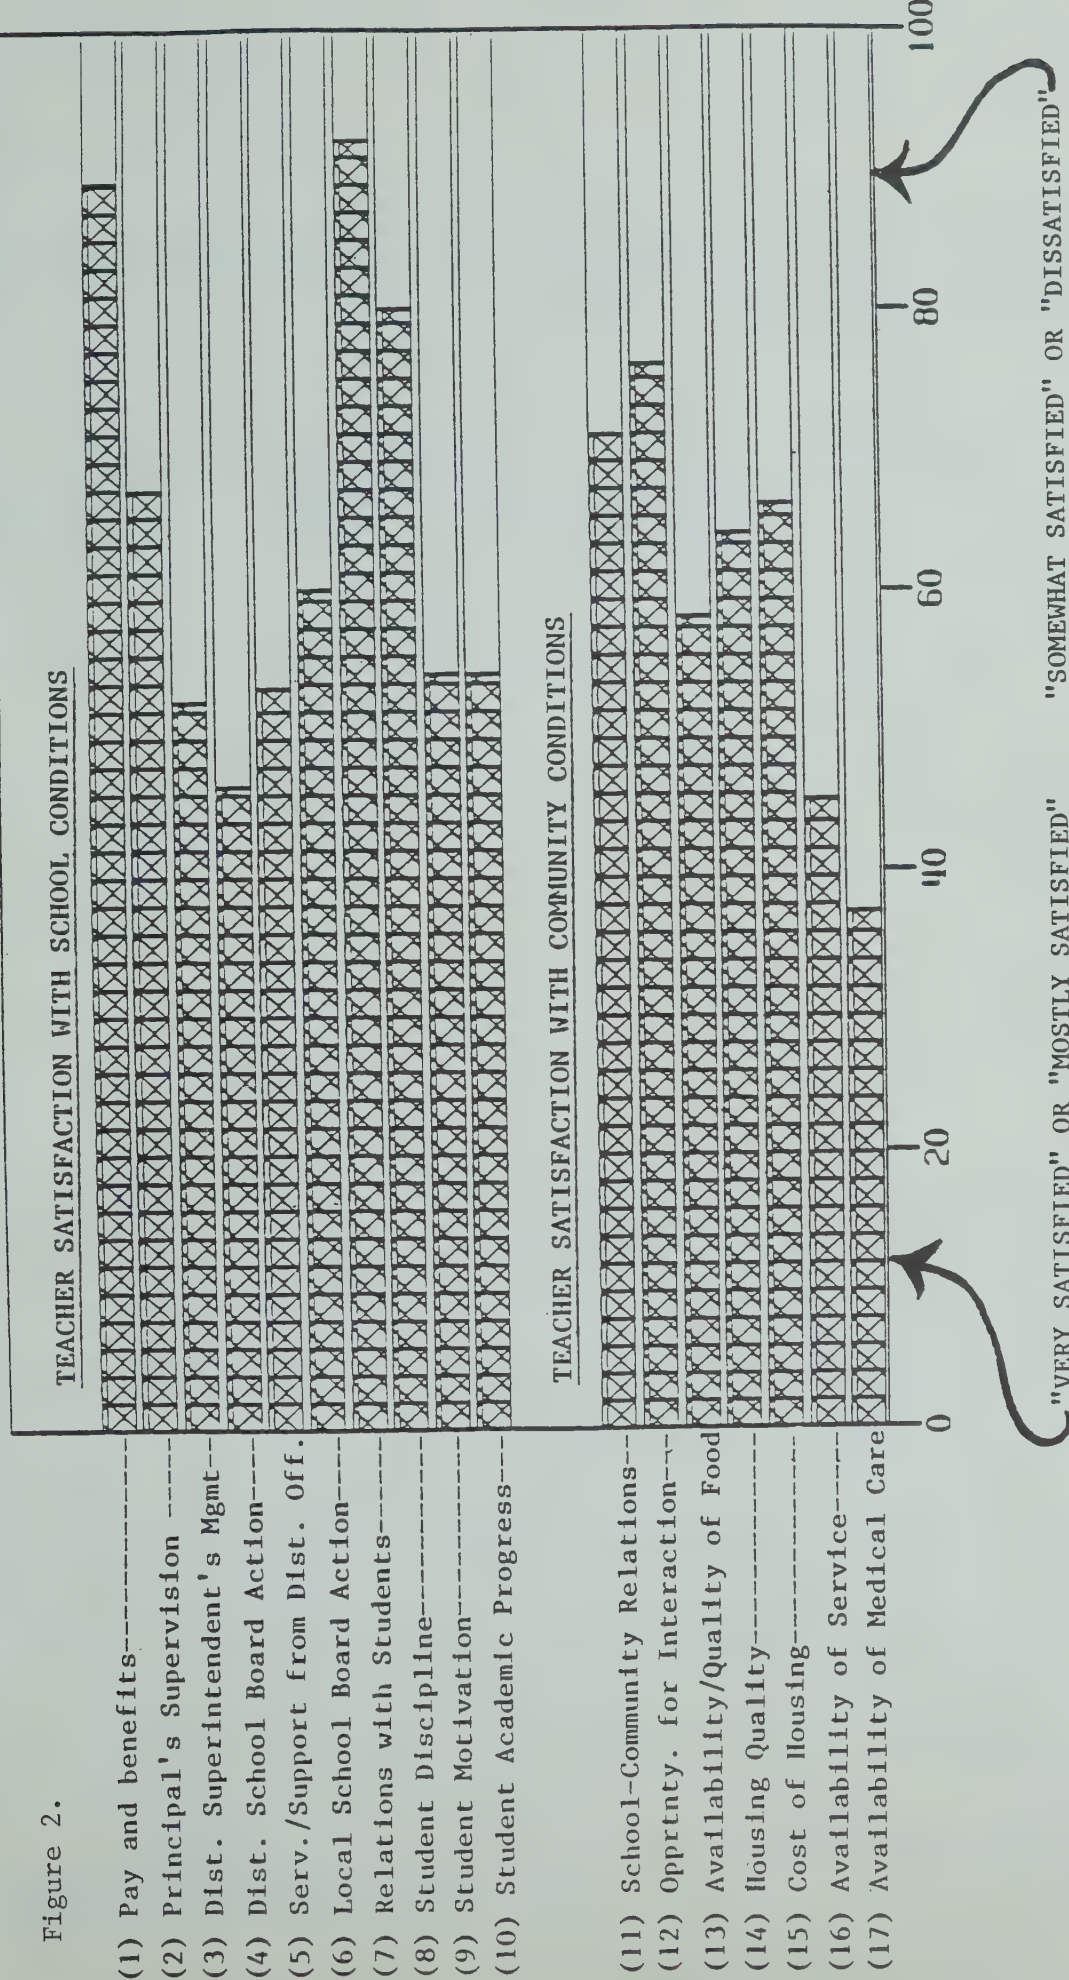 Figure 2.
TEACHER SATISFACTION WITH SCHOOL CONDITIONS
(1) Pay and benefits----------------
(2) Principal's Supervision ------
(3) Dist. Superintendent's Mgmt--
(4) Dist. School Board Action----
(5) Serv./Support from Dist. Off.
(6) Local School Board Action----
(7) Relations with Students------
(8) Student Discipline-----------
(9) Student Motivation-----------
(10) Student Academic Progress---
TEACHER SATISFACTION WITH COMMUNITY CONDITIONS
(11) School-Community Relations--
(12) Opprtnty. for Interaction---
(13) Availability/Quality of Food
(14) Housing Quality-------------
(15) Cost of Housing-------------
(16) Availability of Service-----
(17) Availability of Medical Care
0 20 40 60 80 100
"VERY SATISFIED" OR "MOSTLY SATISFIED"
"SOMEWHAT SATISFIED" OR "DISSATISFIED"